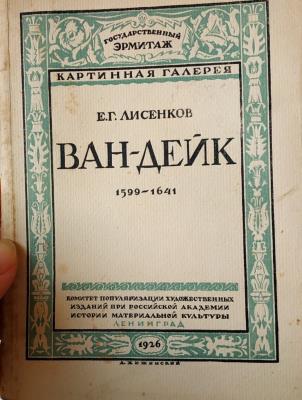 ГОСУДАРСТВЕННЫЙ
ЭРМИТАЖ
КАРТИННАЯ ГАЛЕРЕЯ
Е.Г. ЛИСЕНКОВ
ВАН-ДЕЙК
1599–1641
КОМИТЕТ ПОПУЛЯРИЗАЦИИ ХУДОЖЕСТВЕННЫХ
ИЗДАНИЙ ПРИ РОССИЙСКОЙ АКАДЕМИИ
ИСТОРИИ МАТЕРИАЛЬНОЙ КУЛЬТУРЫ
ЛЕНИНГРАД
1926